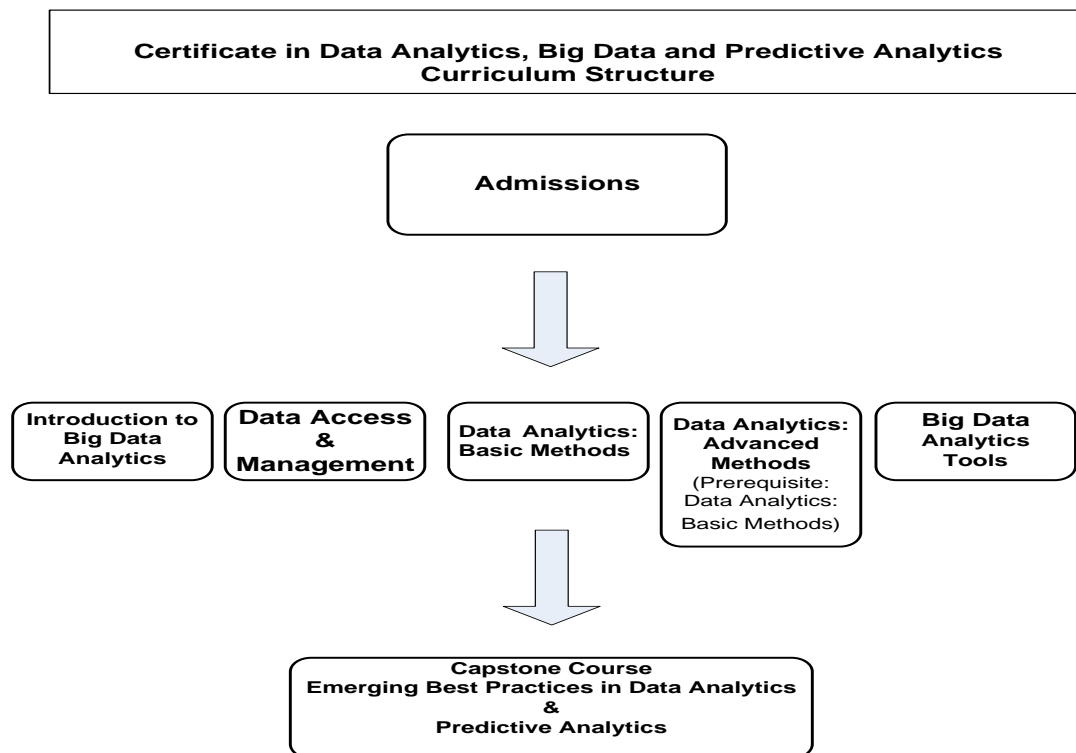 Certificate in Data Analytics, Big Data and Predictive Analytics
Curriculum Structure
Admissions
Introduction to
Big Data
Analytics
Data Access
&
Management
Data Analytics:
Basic Methods
Data Analytics:
Advanced
Methods
(Prerequisite:
Data Analytics:
Basic Methods)
Big Data
Analytics
Tools
Capstone Course
Emerging Best Practices in Data Analytics
&
Predictive Analytics